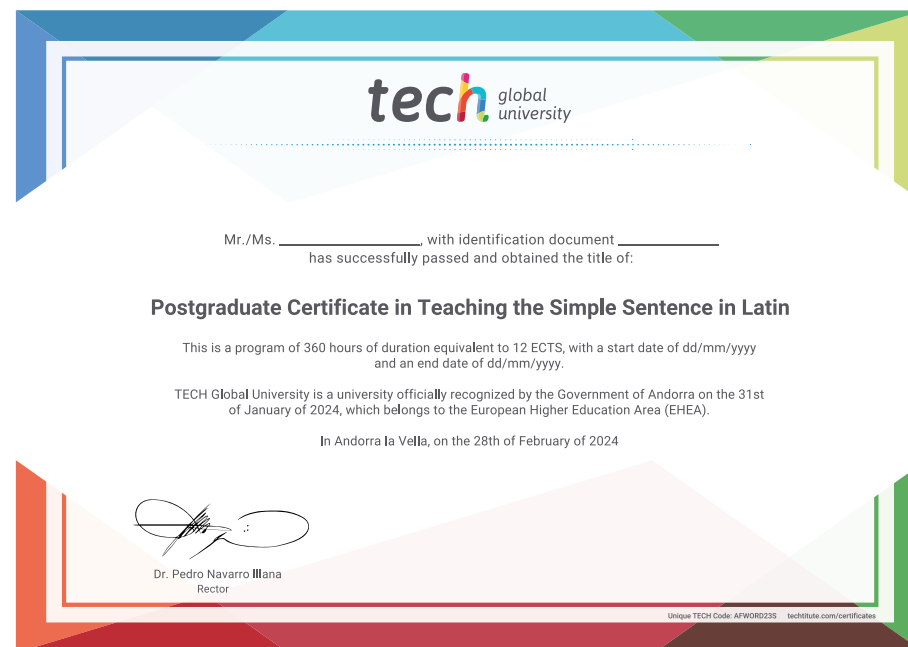 tech global university
Mr./Ms. ____________________, with identification document ______________
has successfully passed and obtained the title of:
Postgraduate Certificate in Teaching the Simple Sentence in Latin
This is a program of 360 hours of duration equivalent to 12 ECTS, with a start date of dd/mm/yyyy
and an end date of dd/mm/yyyy.
TECH Global University is a university officially recognized by the Government of Andorra on the 31st
of January of 2024, which belongs to the European Higher Education Area (EHEA).
In Andorra la Vella, on the 28th of February of 2024
Dr. Pedro Navarro Illana
Rector
Unique TECH Code: AFWORD23S techtitute.com/certificates